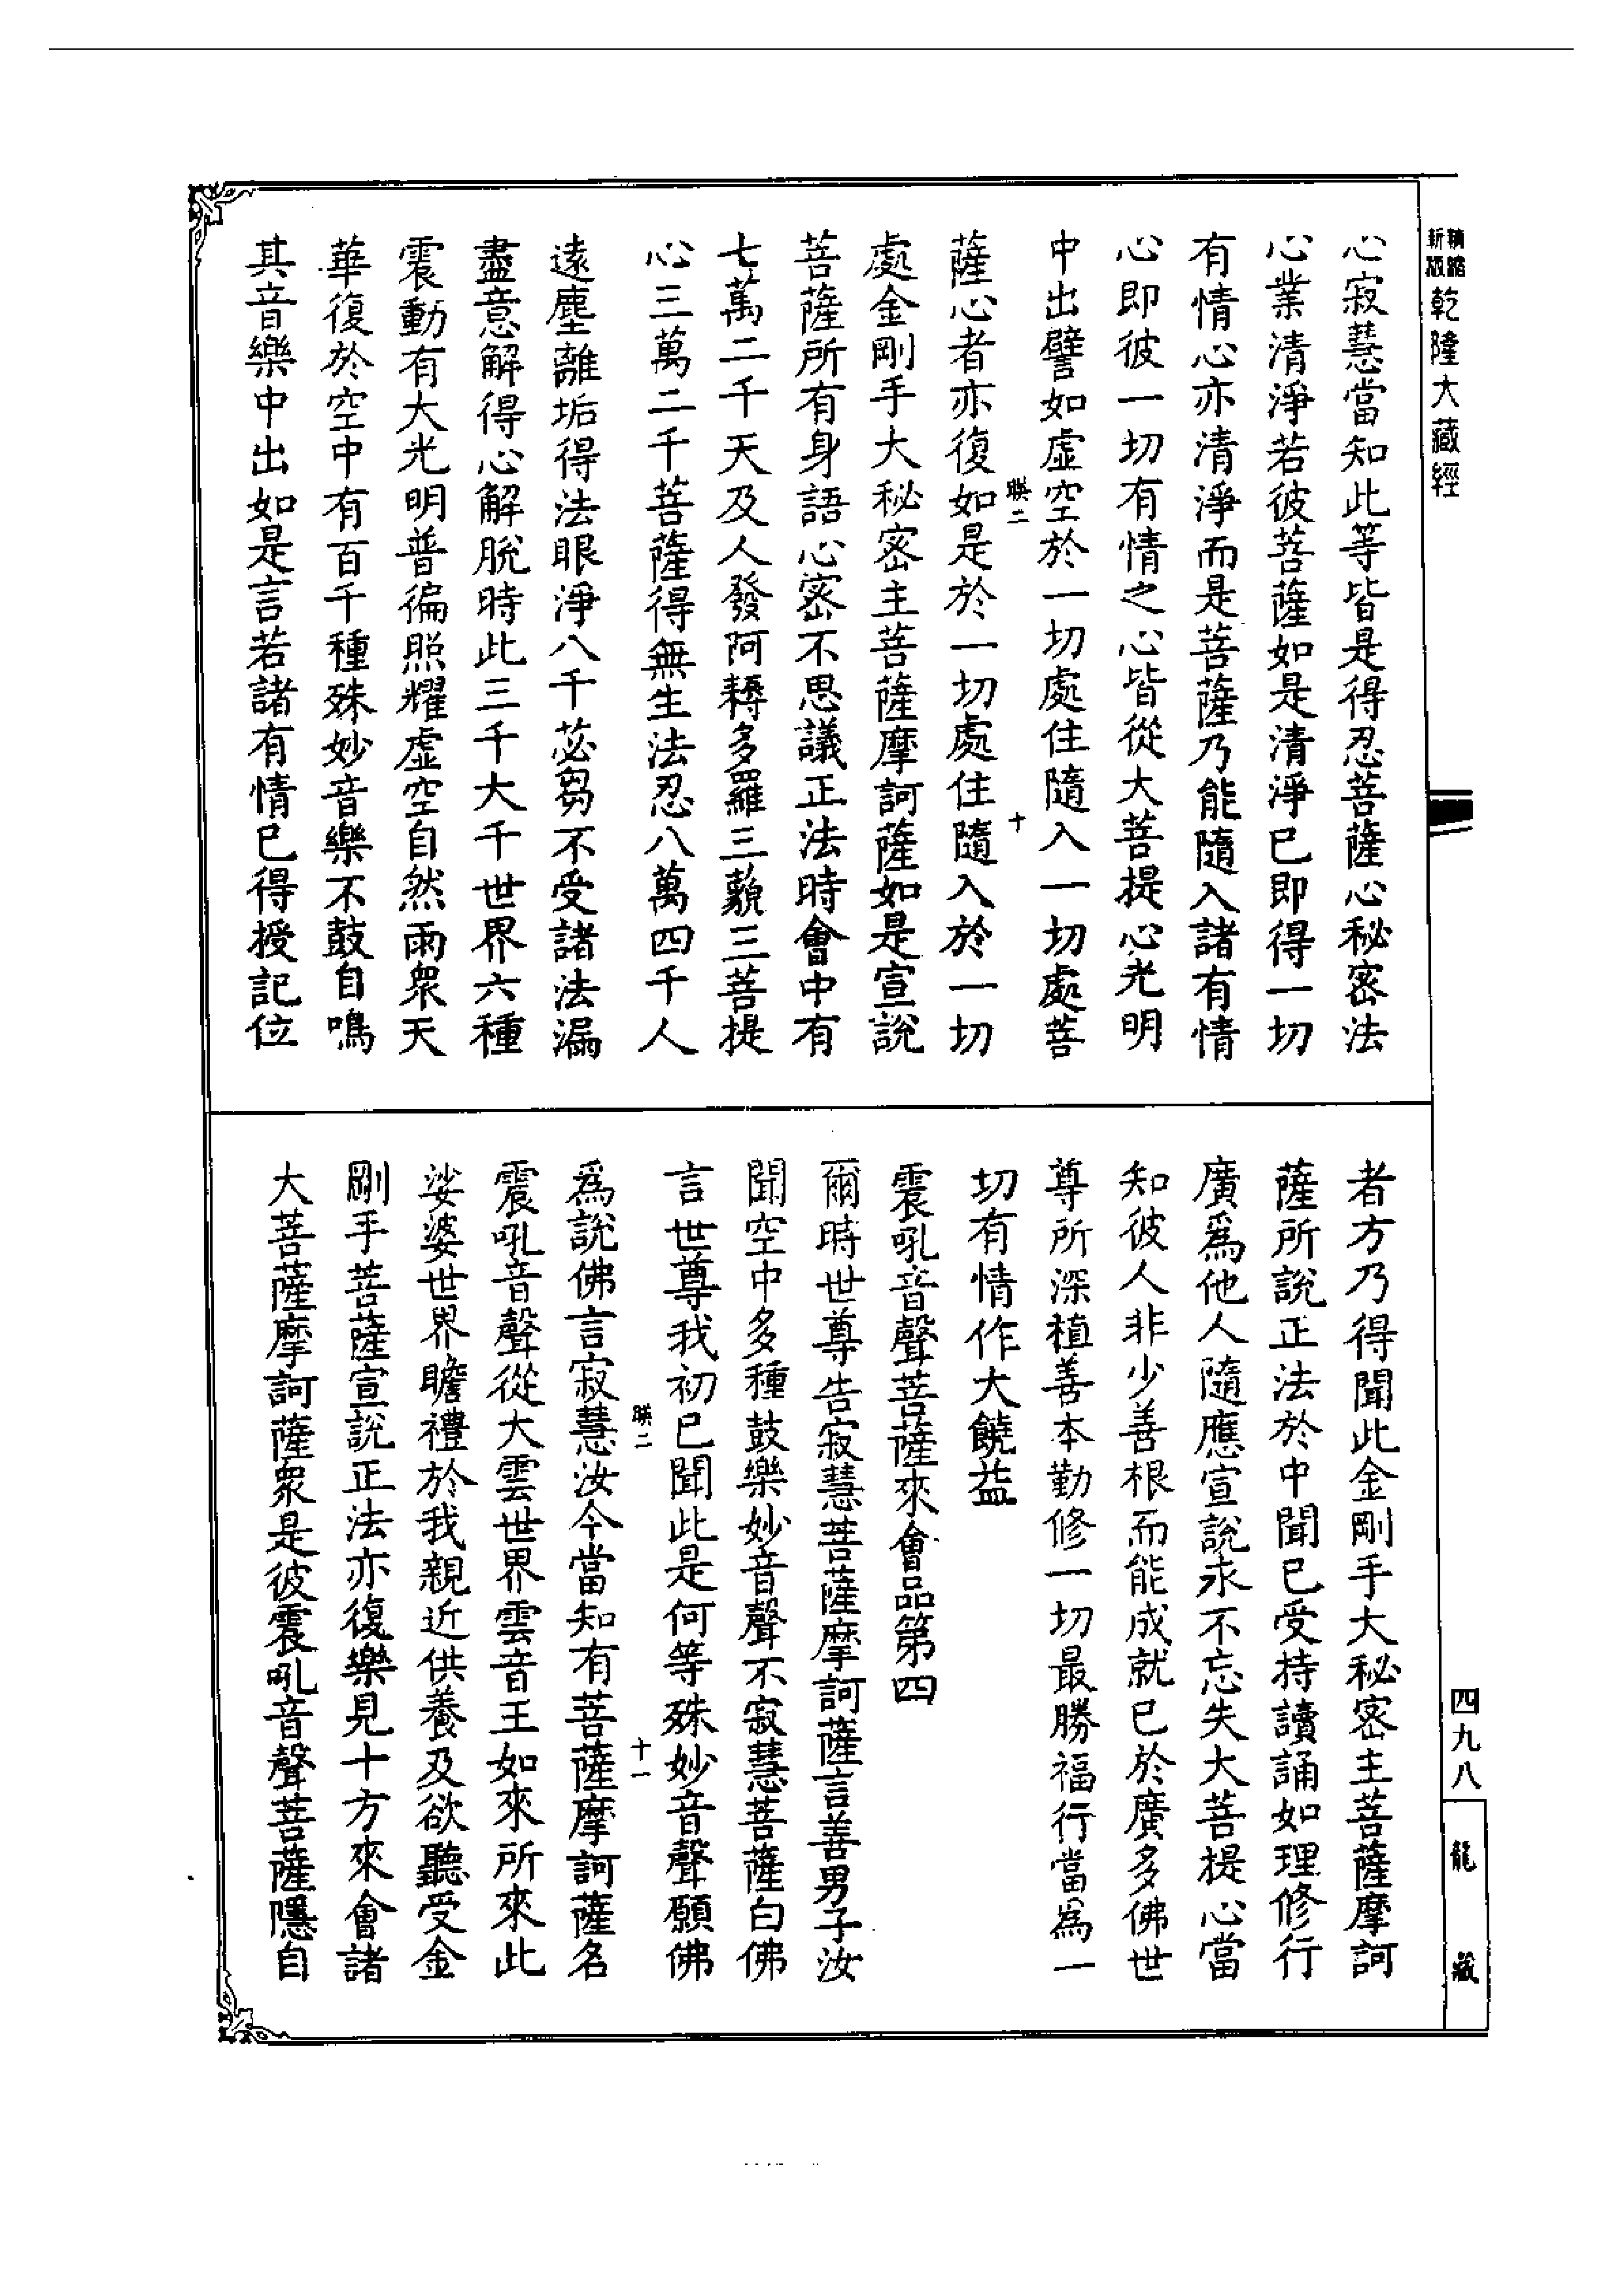 精縮
新版
乾隆大藏經
心寂慧當知此等皆是得忍菩薩心秘密法
心業清淨若彼菩薩如是清淨已即得一切
有情心亦清淨而是菩薩乃能隨入諸有情
心即彼一切有情之心皆從大菩提心光明
中出譬如虛空於一切處住隨入一切處菩
䀹二
十
薩心者亦復如是於一切處住隨入於一切
處金剛手大秘密主菩薩摩訶薩如是宣說
菩薩所有身語心密不思議正法時會中有
七萬二千天及人發阿耨多羅三藐三菩提
心三萬二千菩薩得無生法忍八萬四千人
遠塵離垢得法眼淨八千苾芻不受諸法漏
盡意解得心解脫時此三千大千世界六種
震動有大光明普徧照耀虛空自然雨衆天
華復於空中有百千種殊妙音樂不鼓自鳴
其音樂中出如是言若諸有情已得授記位
者方乃得聞此金剛手大秘密主菩薩摩訶
薩所說正法於中聞已受持讀誦如理修行
廣爲他人隨應宣說永不忘失大菩提心當
知彼人非少善根而能成就已於廣多佛世
尊所深植善本勤修一切最勝福行當爲一
切有情作大饒益
震吼音聲菩薩來會品第四
爾時世尊告寂慧菩薩摩訶薩言善男子汝
聞空中多種鼓樂妙音聲不寂慧菩薩白佛
言世尊我初已聞此是何等殊妙音聲願佛
䀹二
十一
爲說佛言寂慧汝今當知有菩薩摩訶薩名
震吼音聲從大雲世界雲音王如來所來此
娑婆世界瞻禮於我親近供養及欲聽受金
剛手菩薩宣說正法亦復樂見十方來會諸
大菩薩摩訶薩衆是彼震吼音聲菩薩隱自
四九八
龍藏